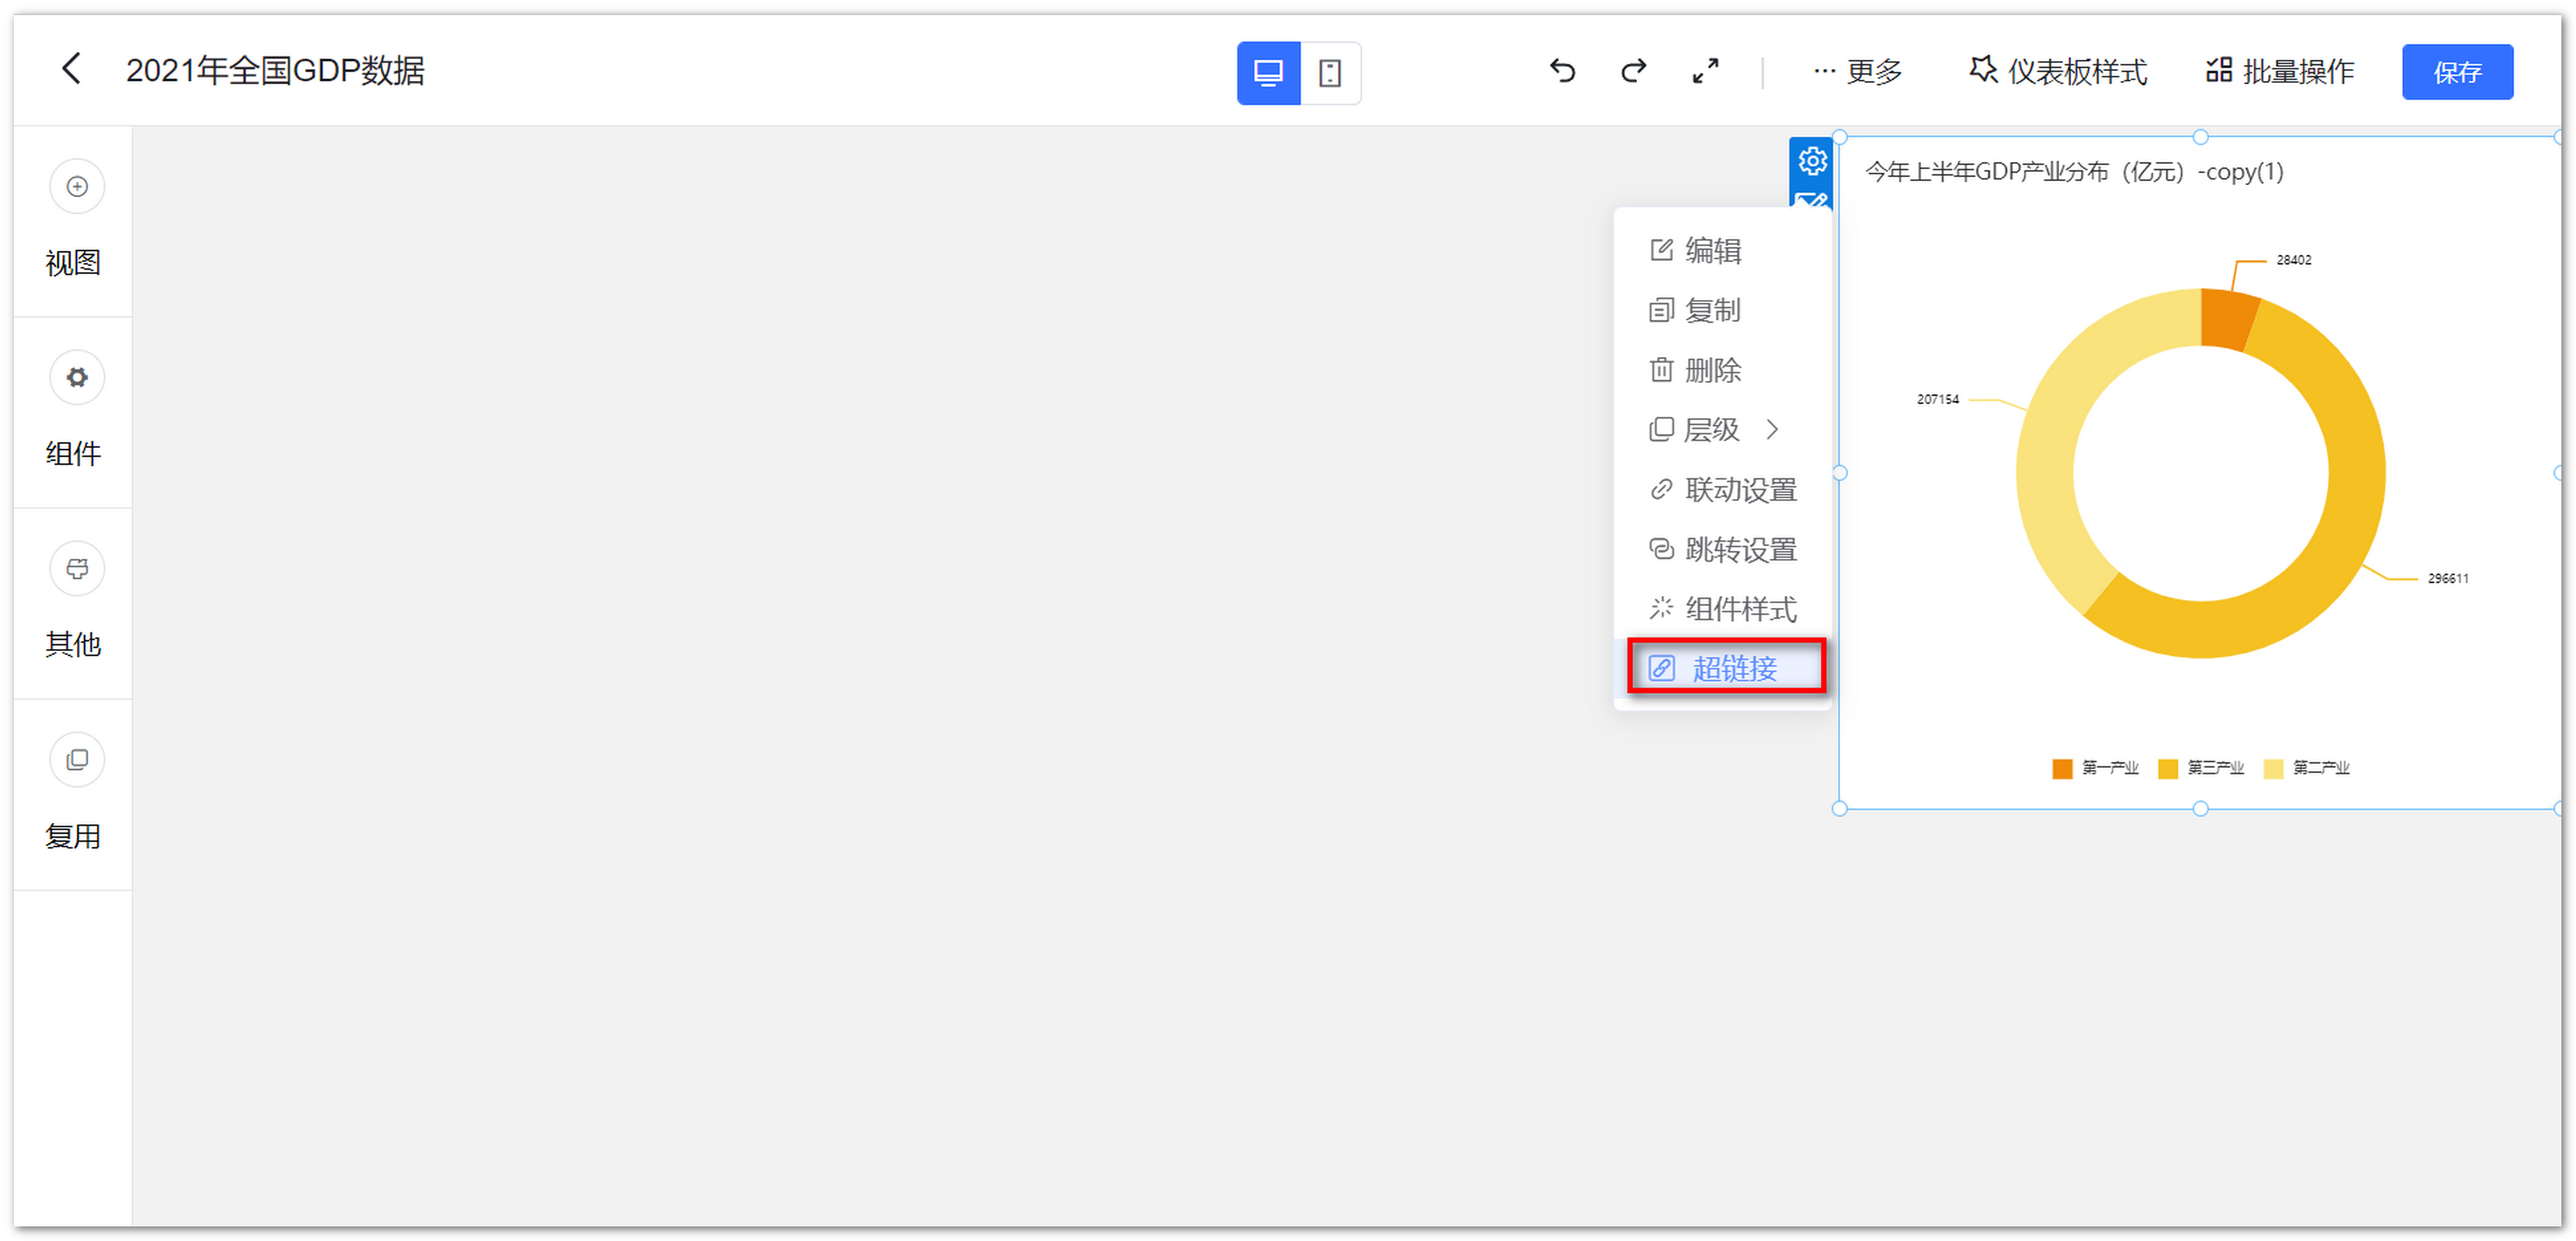 2021年全国GDP数据
更多
仪表板样式
批量操作
保存
视图
组件
其他
复用
编辑
复制
删除
层级
联动设置
跳转设置
组件样式
超链接
今年上半年GDP产业分布（亿元）-copy(1)
28402
207154
296611
第一产业
第三产业
第二产业